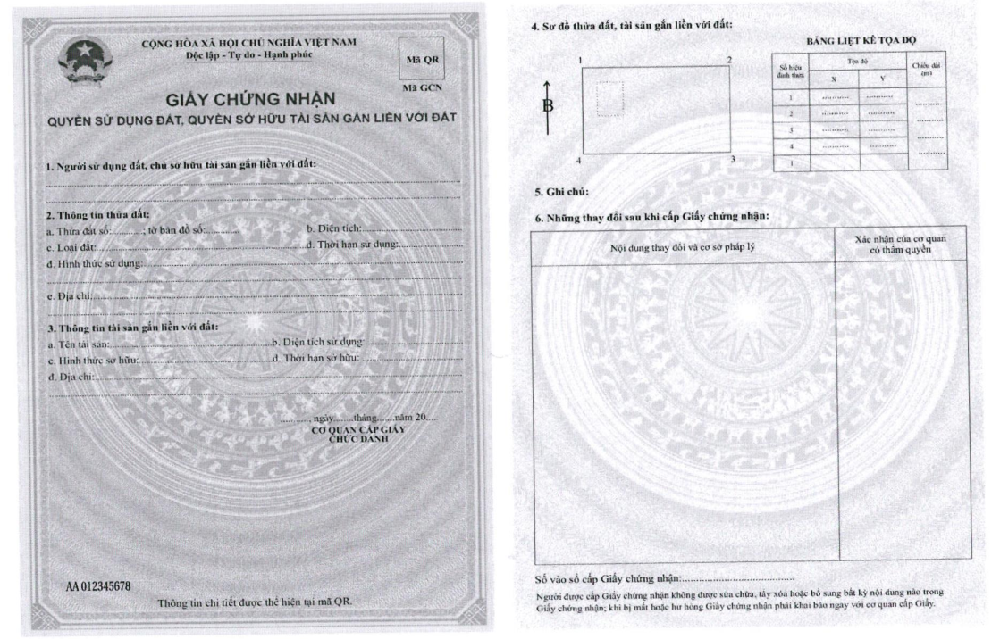 CỘNG HÒA XÃ HỘI CHỦ NGHĨA VIỆT NAM
Độc lập - Tự do - Hạnh phúc
Mã QR
Mã GCN
GIẤY CHỨNG NHẬN
QUYỀN SỬ DỤNG ĐẤT, QUYỀN SỞ HỮU TÀI SẢN GẮN LIỀN VỚI ĐẤT
1. Người sử dụng đất, chủ sở hữu tài sản gắn liền với đất:
2. Thông tin thửa đất:
a. Thửa đất số:............; tờ bản đồ số:............. b. Diện tích:
c. Loại đất: d. Thời hạn sử dụng:
đ. Hình thức sử dụng:
e. Địa chỉ:
3. Thông tin tài sản gắn liền với đất:
a. Tên tài sản: b. Diện tích sử dụng:
c. Hình thức sở hữu: d. Thời hạn sở hữu:
đ. Địa chỉ:
..........., ngày........tháng.......năm 20....
CƠ QUAN CẤP GIẤY
CHỨC DANH
AA 012345678
Thông tin chi tiết được thể hiện tại mã QR.
4. Sơ đồ thửa đất, tài sản gắn liền với đất:
1 2
B
4 3
BẢNG LIỆT KÊ TỌA ĐỘ
Số hiệu đỉnh thửa Tọa độ Chiều dài (m)
X Y
1 ........... ...........
2 ........... ...........
3 ........... ...........
4 ........... ...........
1
5. Ghi chú:
6. Những thay đổi sau khi cấp Giấy chứng nhận:
Nội dung thay đổi và cơ sở pháp lý
Xác nhận của cơ quan
có thẩm quyền
Số vào sổ cấp Giấy chứng nhận:......................................
Người được cấp Giấy chứng nhận không được sửa chữa, tẩy xóa hoặc bổ sung bất kỳ nội dung nào trong
Giấy chứng nhận; khi bị mất hoặc hư hỏng Giấy chứng nhận phải khai báo ngay với cơ quan cấp Giấy.